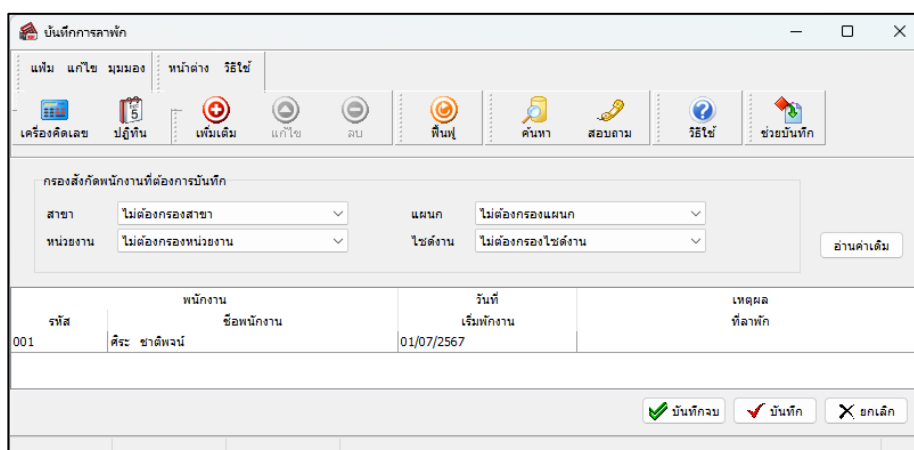 บันทึกการลาพัก
แฟ้ม แก้ไข มุมมอง หน้าต่าง วิธีใช้
เครื่องคิดเลข ปฏิทิน เพิ่มเติม แก้ไข ลบ ฟื้นฟู ค้นหา สอบถาม วิธีใช้ ช่วยบันทึก
กรองสังกัดพนักงานที่ต้องการบันทึก
สาขา ไม่ต้องกรองสาขา แผนก ไม่ต้องกรองแผนก
หน่วยงาน ไม่ต้องกรองหน่วยงาน ไซด์งาน ไม่ต้องกรองไซด์งาน
อ่านค่าเดิม
พนักงาน วันที่ เหตุผล
รหัส ชื่อพนักงาน เริ่มพักงาน ที่ลาพัก
001 ศิระ ชาติพจน์ 01/07/2567
บันทึกจบ บันทึก ยกเลิก